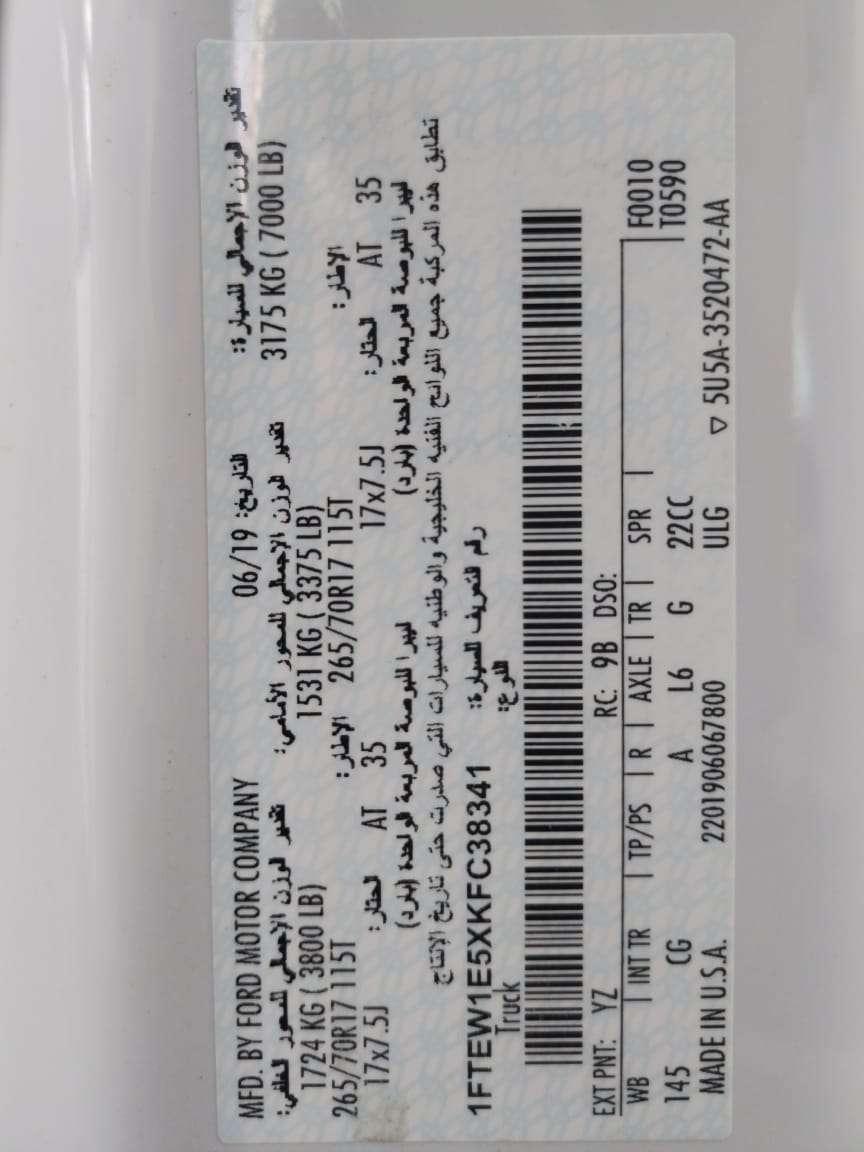 MFD. BY FORD MOTOR COMPANY 06/19 التاريخ: تقدير الوزن الإجمالي للسيارة:
تقدير الوزن الإجمالي للمحور الخلفي: تقدير الوزن الإجمالي للمحور الأمامي: 3175 KG ( 7000 LB)
1724 KG ( 3800 LB) 1531 KG ( 3375 LB)
265/70R17 115T الإطار: 265/70R17 115T الإطار:
17x7.5J الحتار: AT 35 17x7.5J الحتار: AT 35
ليبرا للبوصة المربعة الواحدة (بارد) ليبرا للبوصة المربعة الواحدة (بارد)
تطابق هذه المركبة جميع اللوائح الفنية الخليجية والوطنيه للسيارات التي صدرت حتى تاريخ الإنتاج
1FTEW1E5XKFC38341 رقم التعريف للسيارة:
Truck النوع:
EXT PNT: YZ RC: 9B DSO:
WB | INT TR | TP/PS | R | AXLE | TR | SPR | F0010
145 CG A L6 G 22CC T0590
MADE IN U.S.A. 2201906067800 ULG ▽ 5U5A-3520472-AA